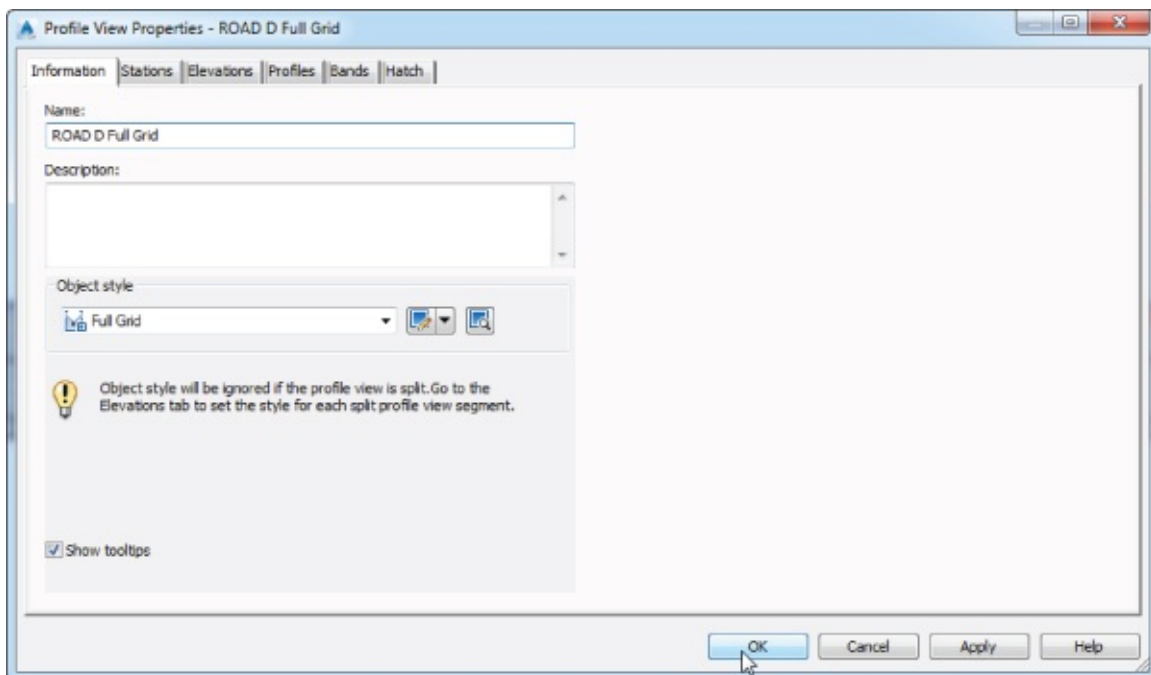 Profile View Properties - ROAD D Full Grid
Information Stations Elevations Profiles Bands Hatch
Name:
ROAD D Full Grid
Description:
Object style
Full Grid
Object style will be ignored if the profile view is split.Go to the
Elevations tab to set the style for each split profile view segment.
Show tooltips
OK Cancel Apply Help